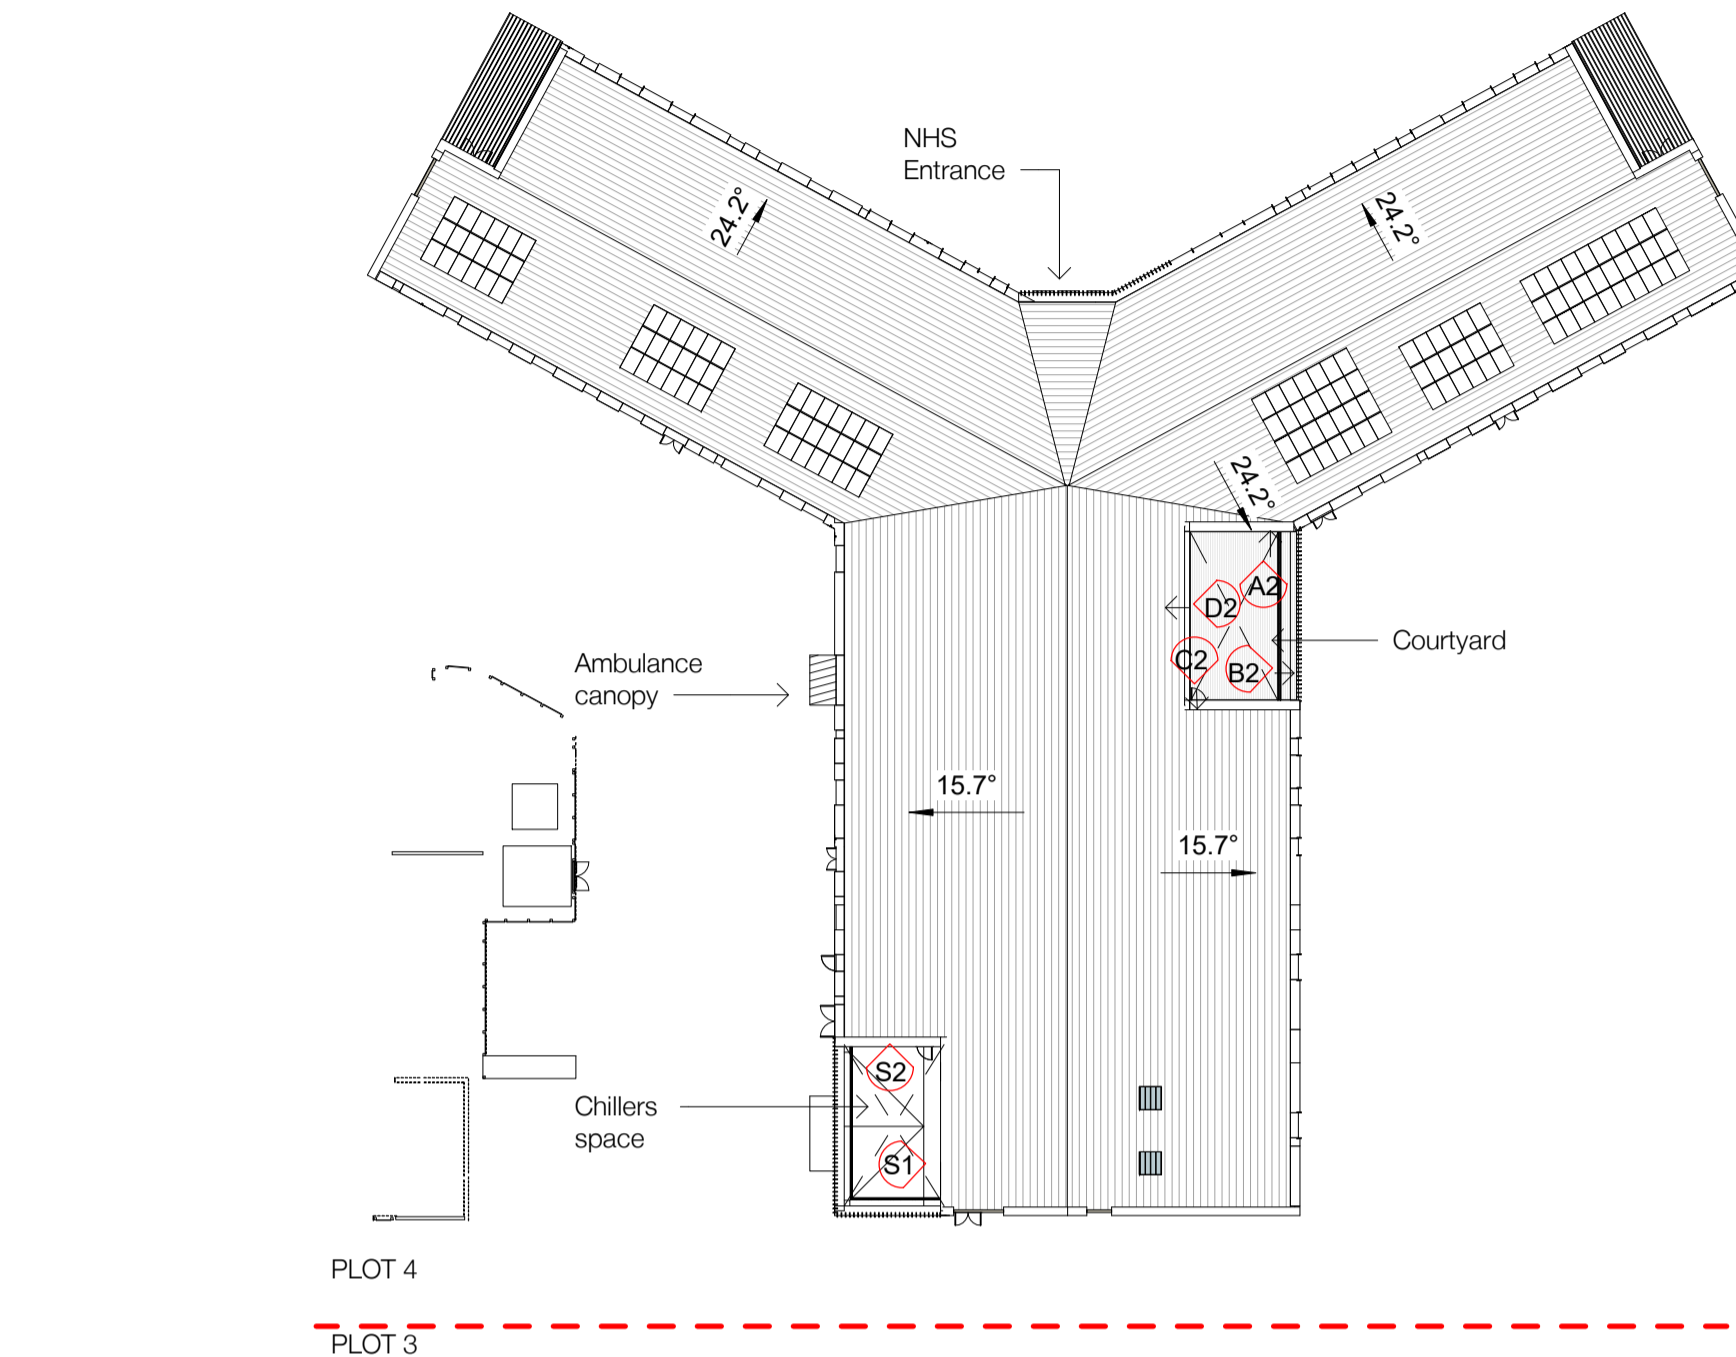 NHS
Entrance
24.2°
24.2°
24.2°
A2
D2
C2
B2
Courtyard
Ambulance
canopy
15.7°
15.7°
S2
Chillers
space
S1
PLOT 4
PLOT 3